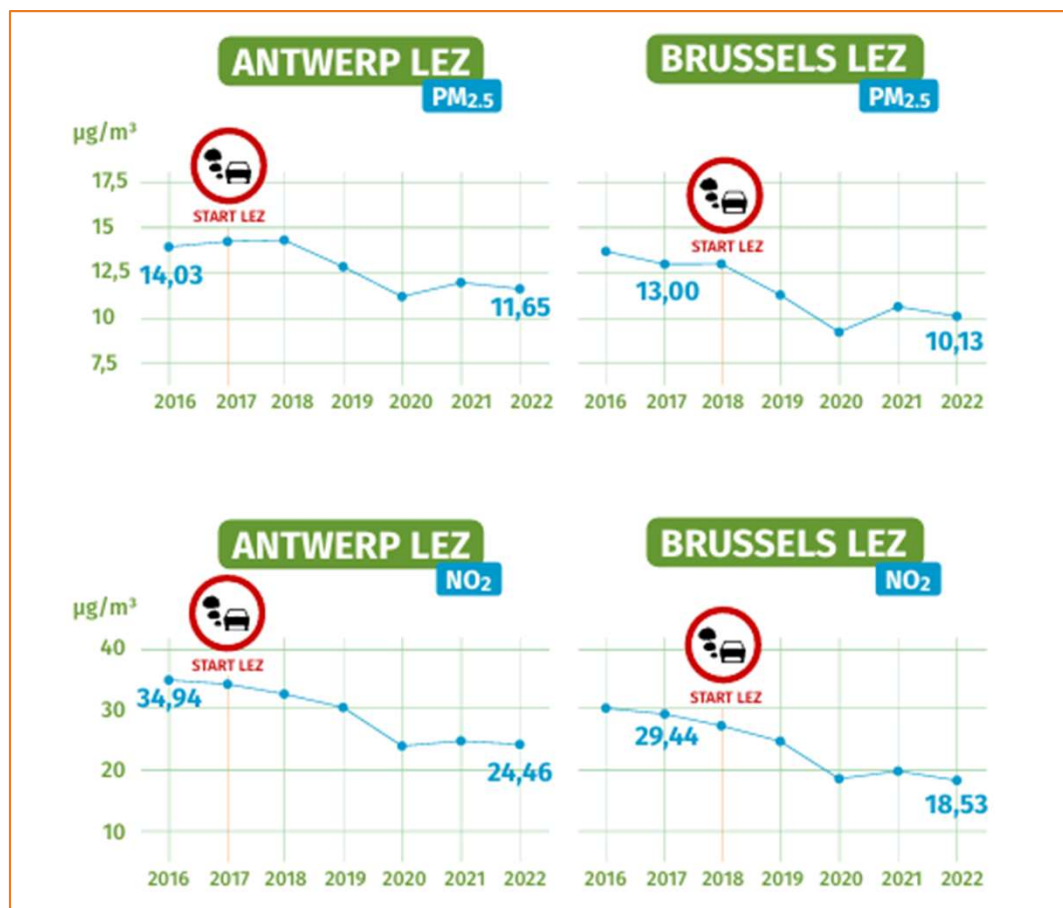 ANTWERP LEZ
PM2.5
BRUSSELS LEZ
PM2.5
µg/m³
START LEZ
START LEZ
17,5
15
12,5
10
7,5
14,03
11,65
13,00
10,13
2016 2017 2018 2019 2020 2021 2022
2016 2017 2018 2019 2020 2021 2022
ANTWERP LEZ
NO2
BRUSSELS LEZ
NO2
µg/m³
START LEZ
START LEZ
40
30
20
10
34,94
24,46
29,44
18,53
2016 2017 2018 2019 2020 2021 2022
2016 2017 2018 2019 2020 2021 2022